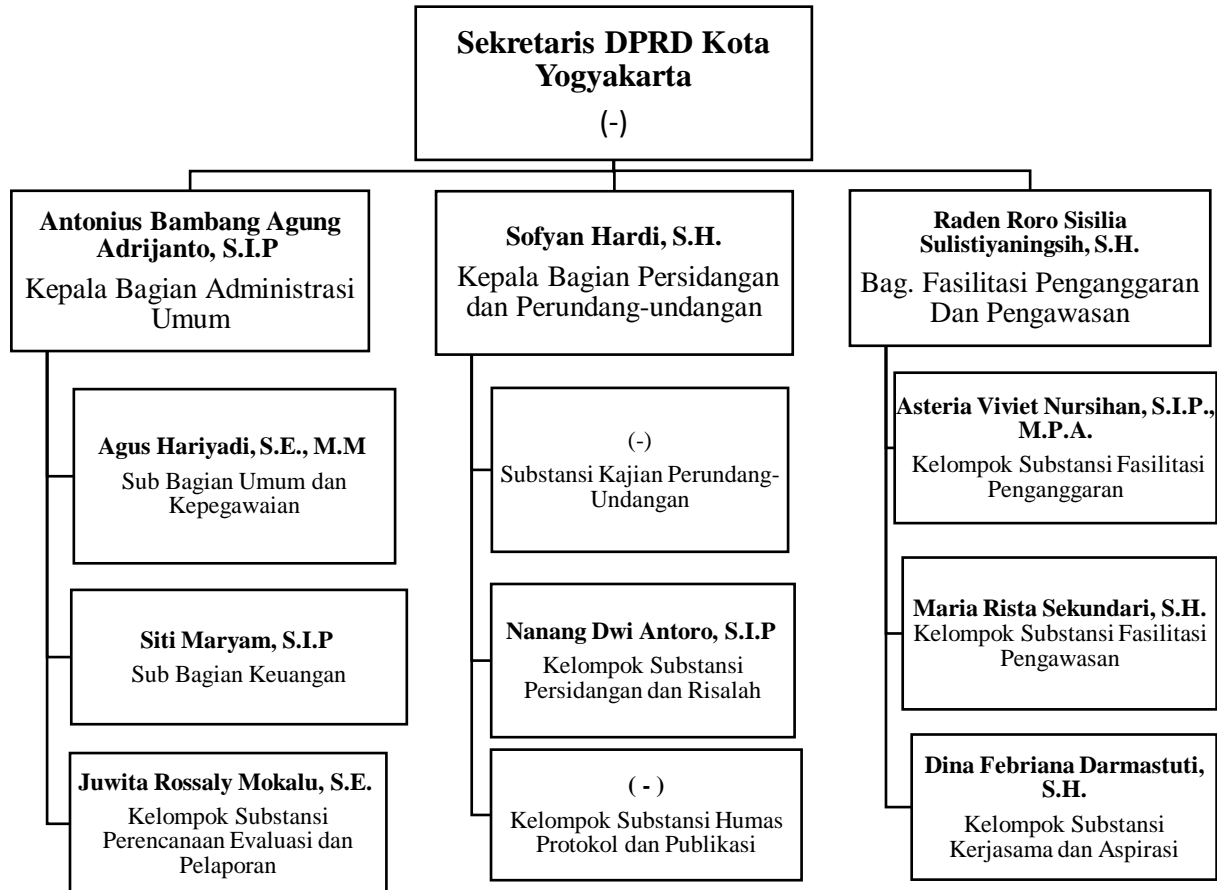 Sekretaris DPRD Kota
Yogyakarta
(-)
Antonius Bambang Agung
Adrijanto, S.I.P
Kepala Bagian Administrasi
Umum
Agus Hariyadi, S.E., M.M
Sub Bagian Umum dan
Kepegawaian
Siti Maryam, S.I.P
Sub Bagian Keuangan
Juwita Rossaly Mokalu, S.E.
Kelompok Substansi
Perencanaan Evaluasi dan
Pelaporan
Sofyan Hardi, S.H.
Kepala Bagian Persidangan
dan Perundang-undangan
(-)
Substansi Kajian Perundang-
Undangan
Nanang Dwi Antoro, S.I.P
Kelompok Substansi
Persidangan dan Risalah
( - )
Kelompok Substansi Humas
Protokol dan Publikasi
Raden Roro Sisilia
Sulistiyaningsih, S.H.
Bag. Fasilitasi Penganggaran
Dan Pengawasan
Asteria Viviet Nursihan, S.I.P.,
M.P.A.
Kelompok Substansi Fasilitasi
Penganggaran
Maria Rista Sekundari, S.H.
Kelompok Substansi Fasilitasi
Pengawasan
Dina Febriana Darmastuti,
S.H.
Kelompok Substansi
Kerjasama dan Aspirasi